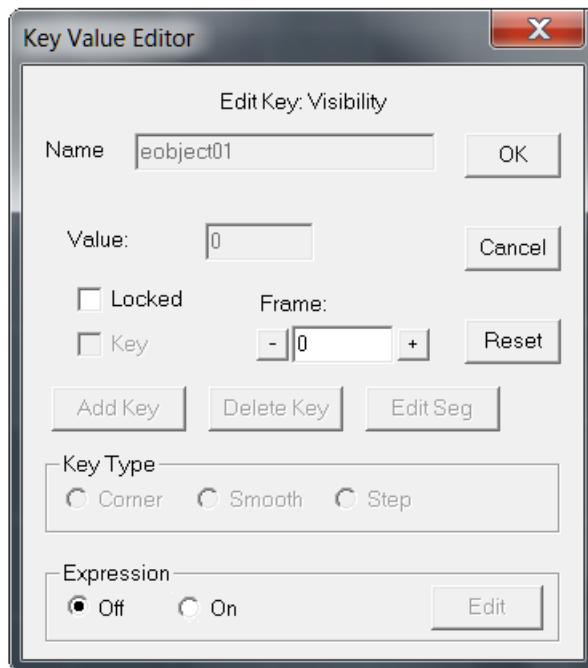 Key Value Editor
X
Edit Key: Visibility
Name eobject01 OK
Value: 0 Cancel
Locked Frame:
Key - 0 + Reset
Add Key Delete Key Edit Seg
Key Type
Corner Smooth Step
Expression
Off On Edit